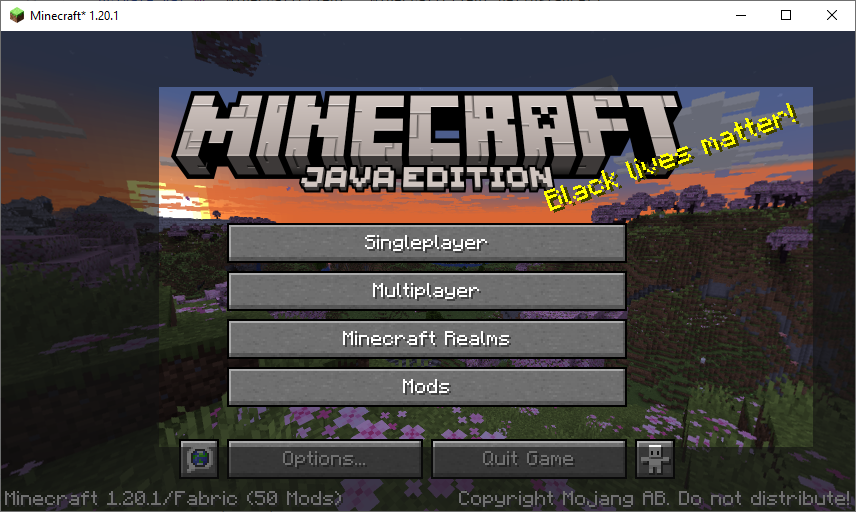 Minecraft* 1.20.1
MINECRAFT
JAVA EDITION
Black lives matter!
Singleplayer
Multiplayer
Minecraft Realms
Mods
Options...
Quit Game
Minecraft 1.20.1/Fabric (50 Mods)
Copyright Mojang AB. Do not distribute!